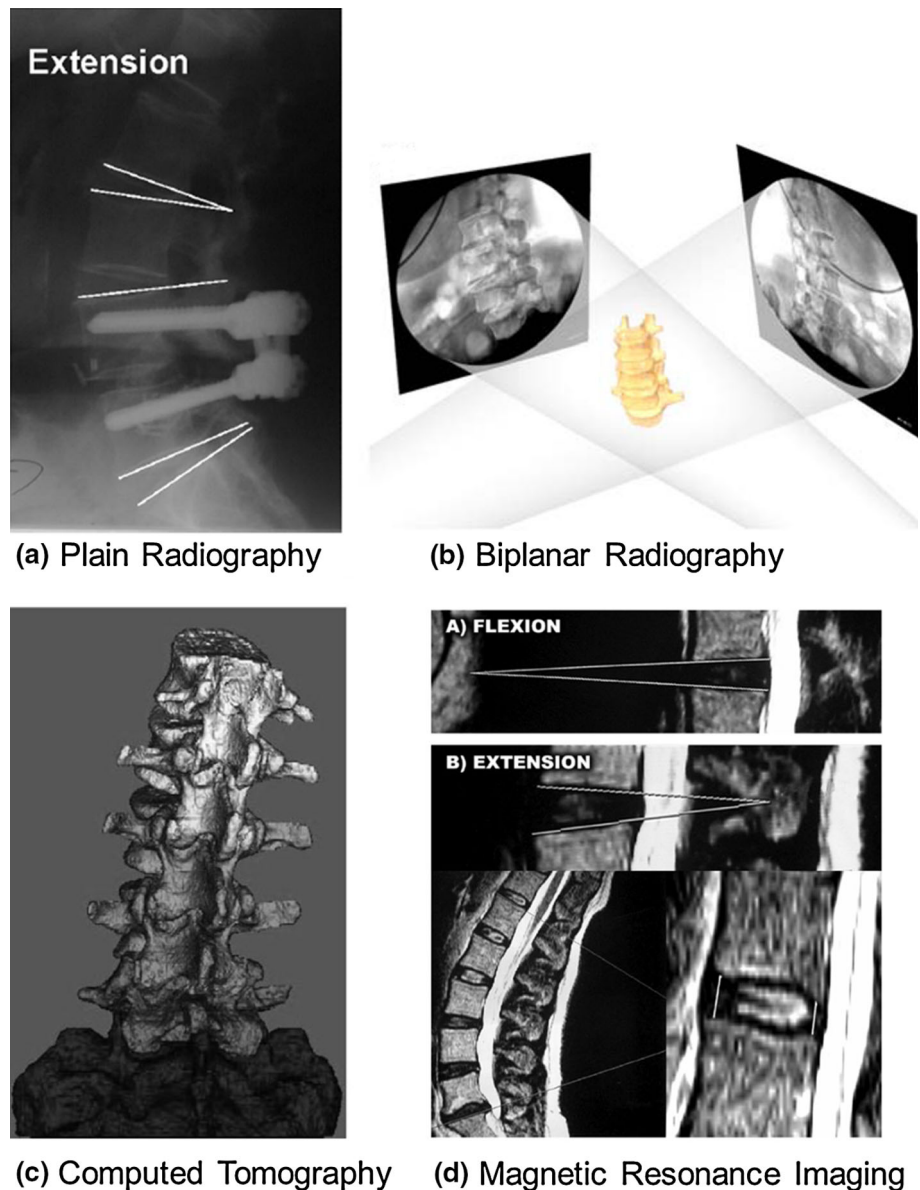 Extension
(a) Plain Radiography
(b) Biplanar Radiography
A) FLEXION
B) EXTENSION
(c) Computed Tomography
(d) Magnetic Resonance Imaging